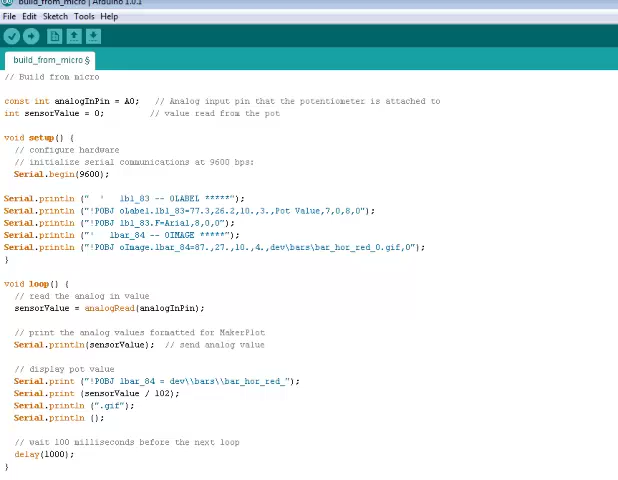 build_from_micro | Arduino 1.0.1
File Edit Sketch Tools Help
build_from_micro §
// Build from micro
const int analogInPin = A0;   // Analog input pin that the potentiometer is attached to
int sensorValue = 0;         // value read from the pot
void setup() {
// configure hardware
// initialize serial communications at 9600 bps:
Serial.begin(9600);
Serial.println ("  '   lbl_83 -- OLABEL *****");
Serial.println ("!POBJ oLabel.lbl_83=77.3,26.2,10.,3.,Pot Value,7,0,8,0");
Serial.println ("!POBJ lbl_83.F=Arial,8,0,0");
Serial.println ("'   lbar_84 -- OIMAGE *****");
Serial.println ("!POBJ oImage.lbar_84=87.,27.,10.,4.,dev\bars\bar_hor_red_0.gif,0");
}
void loop() {
// read the analog in value
sensorValue = analogRead(analogInPin);
// print the analog values formatted for MakerPlot
Serial.println(sensorValue);  // send analog value
// display pot value
Serial.print ("!POBJ lbar_84 = dev\\bars\\bar_hor_red_");
Serial.print (sensorValue / 102);
Serial.println (".gif");
Serial.println ();
// wait 100 milliseconds before the next loop
delay(1000);
}